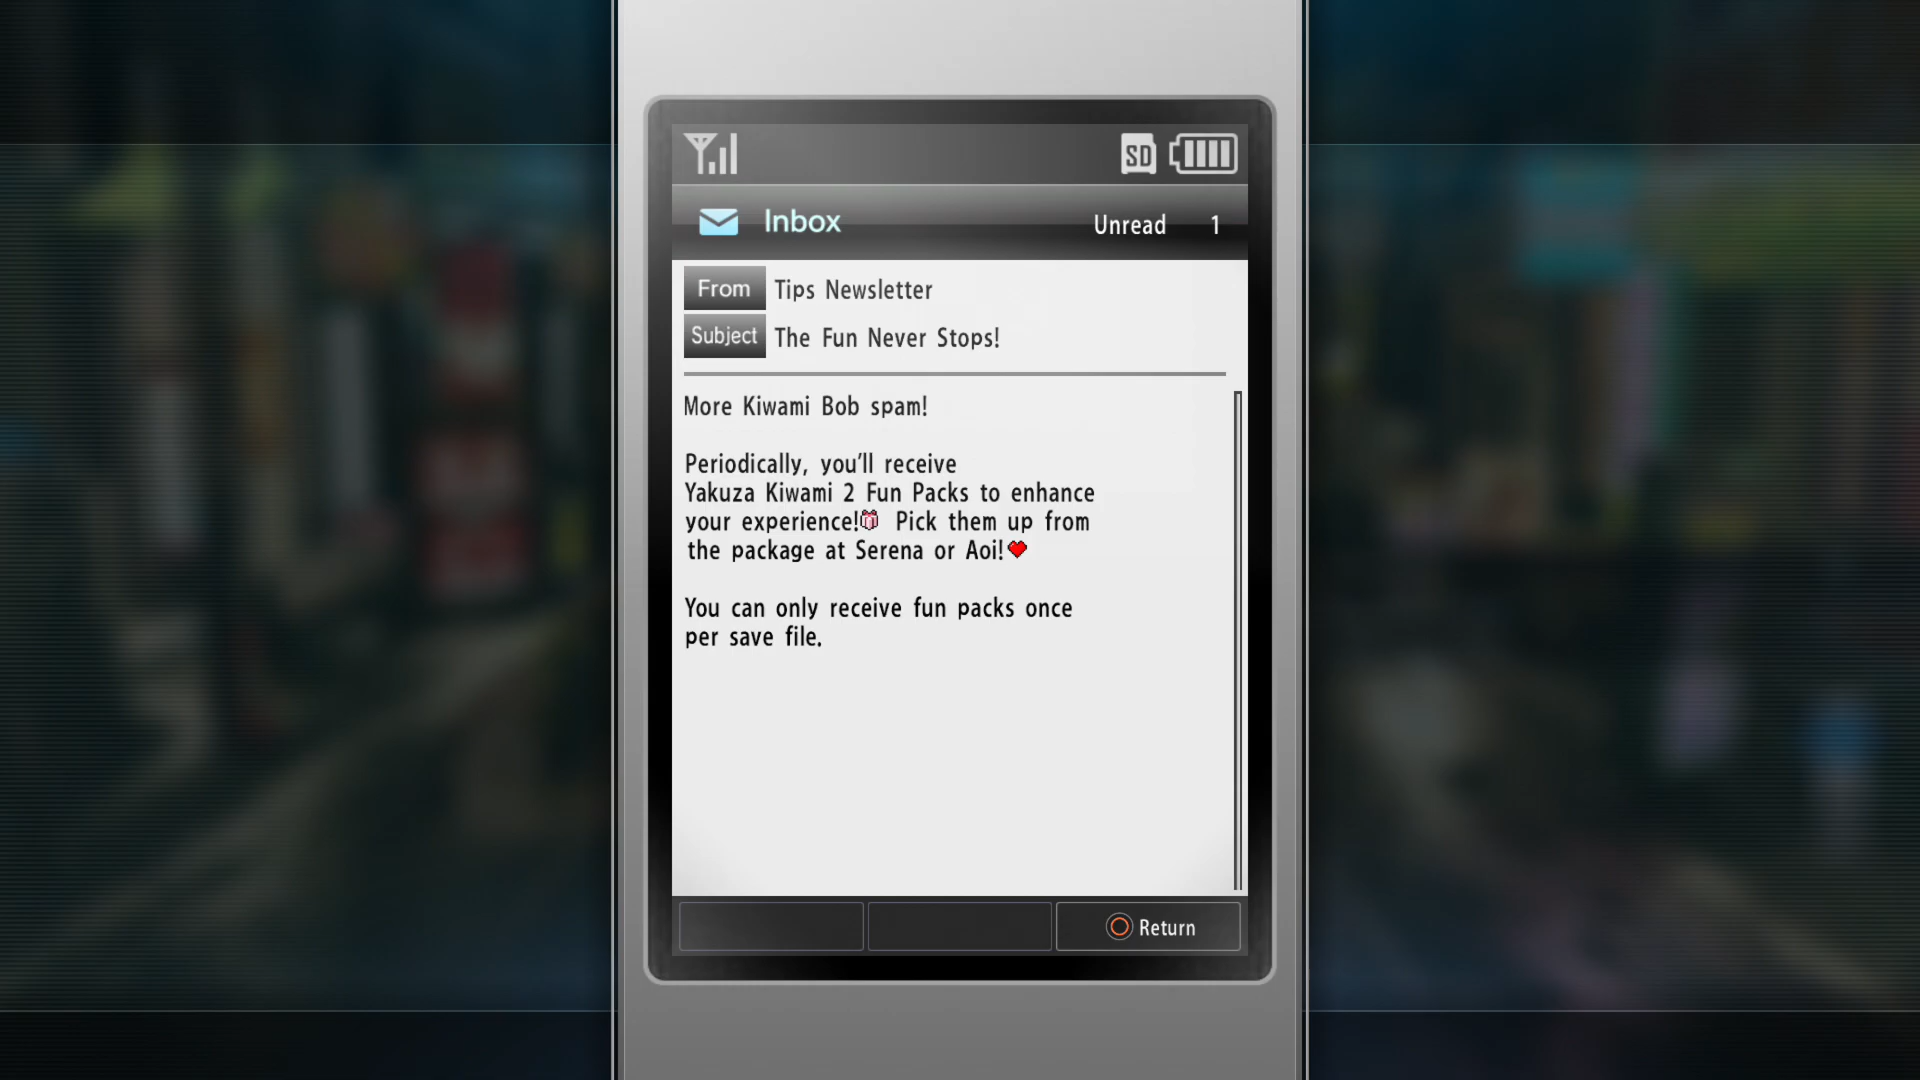 SD
Inbox Unread 1
From Tips Newsletter
Subject The Fun Never Stops!
More Kiwami Bob spam!
Periodically, you'll receive
Yakuza Kiwami 2 Fun Packs to enhance
your experience! Pick them up from
the package at Serena or Aoi!
You can only receive fun packs once
per save file.
Return